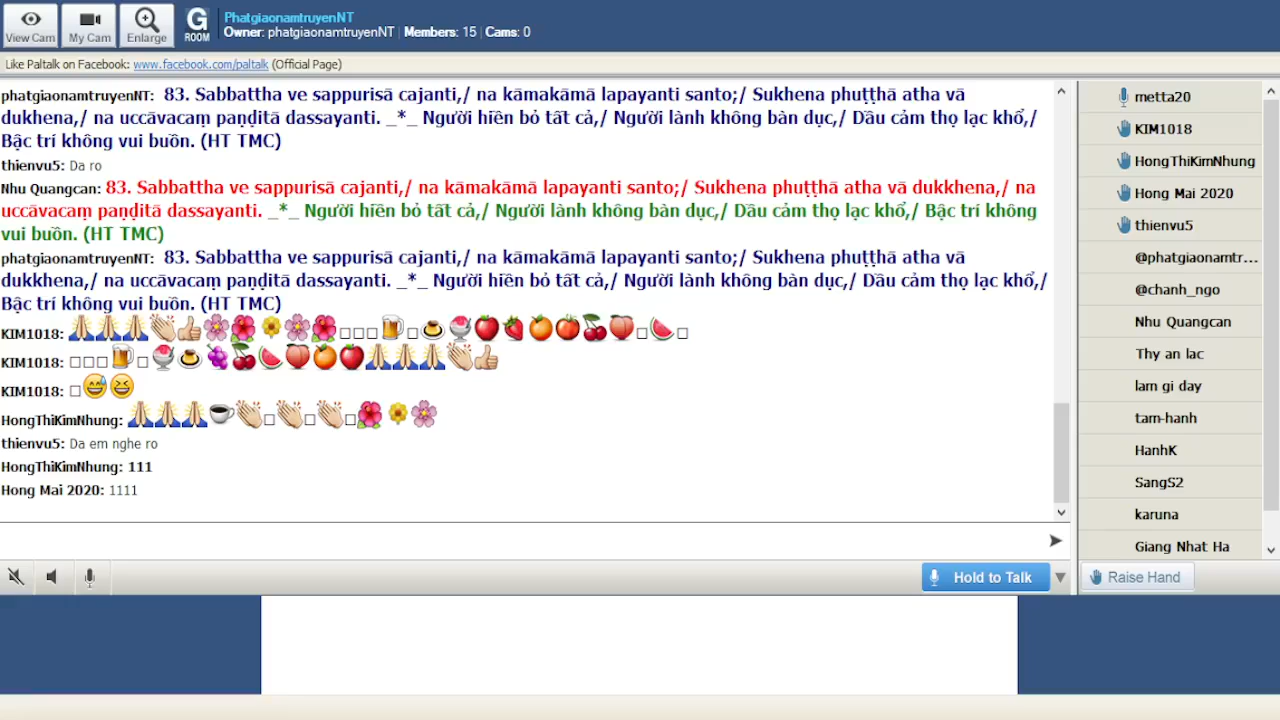 View Cam
My Cam
Enlarge
G
ROOM
PhatgiaonamtruyenNT
Owner: phatgiaonamtruyenNT | Members: 15 | Cams: 0
Like Paltalk on Facebook: www.facebook.com/paltalk (Official Page)
phatgiaonamtruyenNT: 83. Sabbattha ve sappurisā cajanti,/ na kāmakāmā lapayanti santo;/ Sukhena phuṭṭhā atha vā
dukhena,/ na uccāvacaṃ paṇḍitā dassayanti. _*_ Người hiền bỏ tất cả,/ Người lành không bàn dục,/ Dầu cảm thọ lạc khổ,/
Bậc trí không vui buồn. (HT TMC)
thienvu5: Da ro
Nhu Quangcan: 83. Sabbattha ve sappurisā cajanti,/ na kāmakāmā lapayanti santo;/ Sukhena phuṭṭhā atha vā dukkhena,/ na
uccāvacaṃ paṇḍitā dassayanti. _*_ Người hiền bỏ tất cả,/ Người lành không bàn dục,/ Dầu cảm thọ lạc khổ,/ Bậc trí không
vui buồn. (HT TMC)
phatgiaonamtruyenNT: 83. Sabbattha ve sappurisā cajanti,/ na kāmakāmā lapayanti santo;/ Sukhena phuṭṭhā atha vā
dukkhena,/ na uccāvacaṃ paṇḍitā dassayanti. _*_ Người hiền bỏ tất cả,/ Người lành không bàn dục,/ Dầu cảm thọ lạc khổ,/
Bậc trí không vui buồn. (HT TMC)
KIM1018:
KIM1018:
KIM1018:
HongThiKimNhung:
thienvu5: Da em nghe ro
HongThiKimNhung: 111
Hong Mai 2020: 1111
Hold to Talk
metta20
KIM1018
HongThiKimNhung
Hong Mai 2020
thienvu5
@phatgiaonamtr...
@chanh_ngo
Nhu Quangcan
Thy an lac
lam gi day
tam-hanh
HanhK
SangS2
karuna
Giang Nhat Ha
Raise Hand